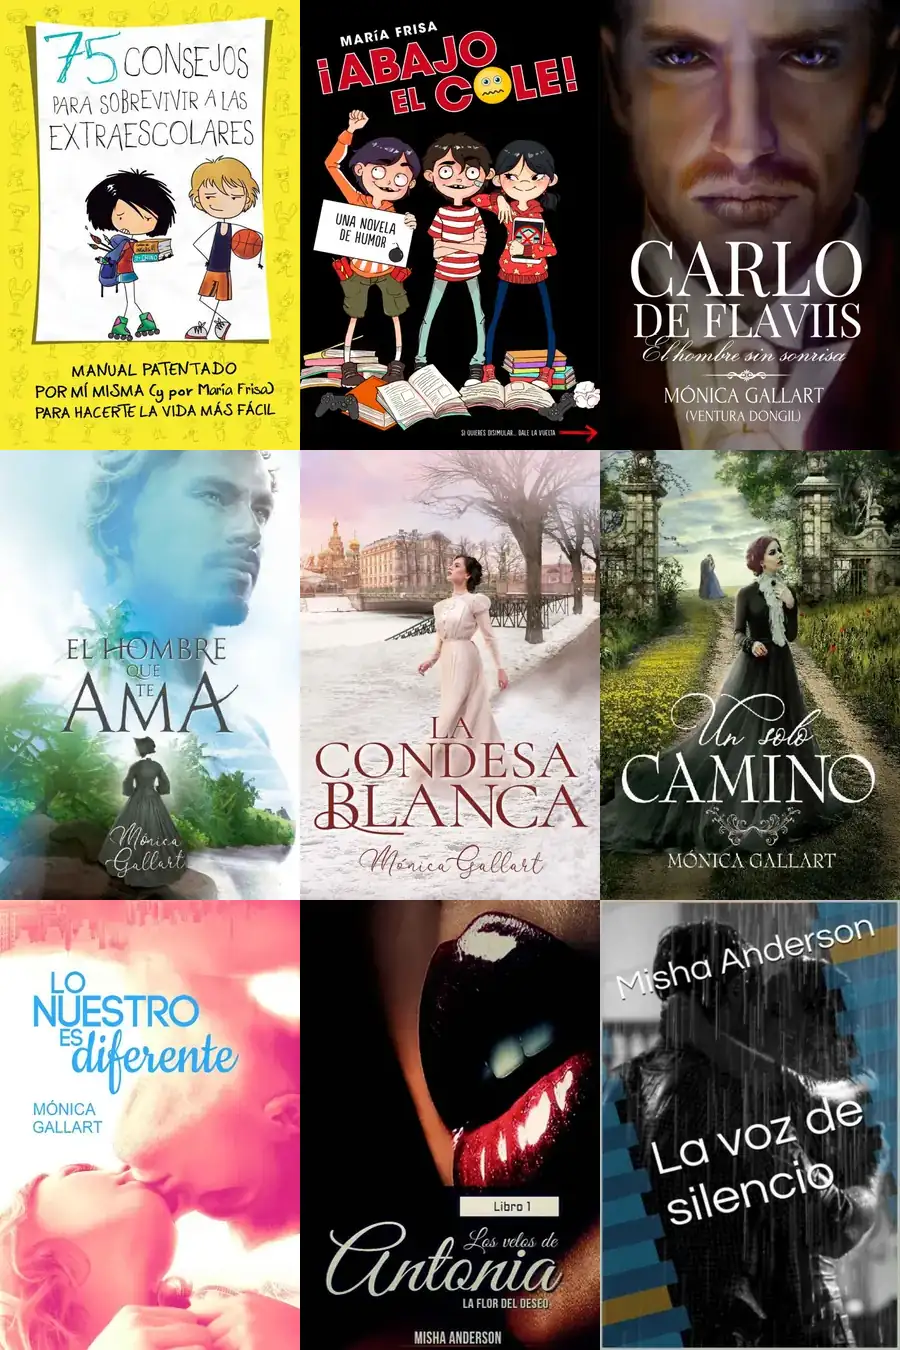 75 CONSEJOS
PARA SOBREVIVIR A LAS
EXTRAESCOLARES
MANUAL PATENTADO
POR MÍ MISMA (y por María Frisa)
PARA HACERTE LA VIDA MÁS FÁCIL
MARÍA FRISA
¡ABAJO
EL COLE!
UNA NOVELA
DE HUMOR
SI QUIERES DISIMULAR... DALE LA VUELTA
CARLO
DE FLAVIIS
El hombre sin sonrisa
MÓNICA GALLART
(VENTURA DONGIL)
EL HOMBRE
QUE
TE
AMA
Mónica
Gallart
LA
CONDESA
BLANCA
Mónica Gallart
Un solo
CAMINO
MÓNICA GALLART
LO
NUESTRO
ES
diferente
MÓNICA
GALLART
Libro 1
Los velos de
Antonia
LA FLOR DEL DESEO
MISHA ANDERSON
Misha Anderson
La voz de
silencio